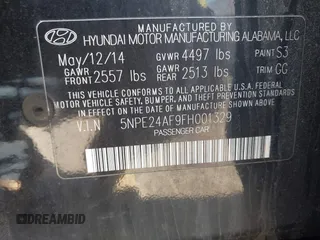 MFD BY
HYUNDAI MOTOR MANUFACTURING ALABAMA, LLC
May/12/14 GVWR 4497 lbs PAINT S3
GAWR FRONT 2557 lbs GAWR REAR 2513 lbs TRIM GG
THIS VEHICLE CONFORMS TO ALL APPLICABLE U.S.A. FEDERAL
MOTOR VEHICLE SAFETY, BUMPER, AND THEFT PREVENTION
STANDARDS IN EFFECT ON THE DATE OF MANUFACTURE SHOWN ABOVE.
V.I.N 5NPE24AF9FH001329
PASSENGER CAR
DREAMBID